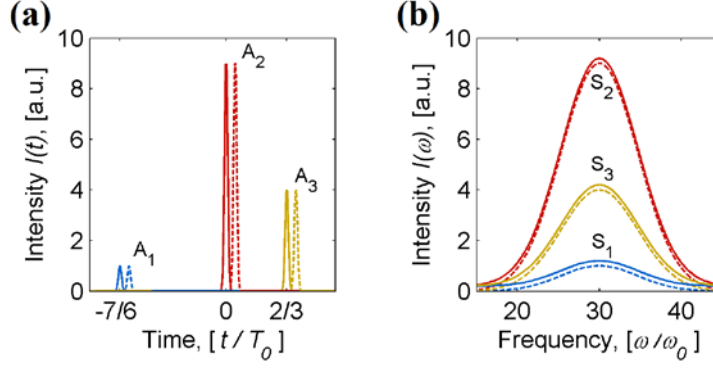 (a)
Intensity I(t), [a.u.]
10
8
6
4
2
0
A₁
A₂
A₃
-7/6 0 2/3
Time, [ t / T₀ ]
(b)
Intensity I(ω), [a.u.]
10
8
6
4
2
0
S₂
S₃
S₁
20 30 40
Frequency, [ ω/ω₀ ]